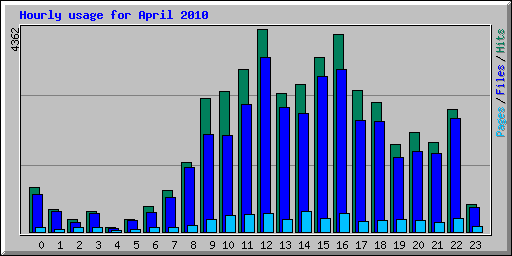 Hourly usage for April 2010
4362
Pages / Files / Hits
0 1 2 3 4 5 6 7 8 9 10 11 12 13 14 15 16 17 18 19 20 21 22 23